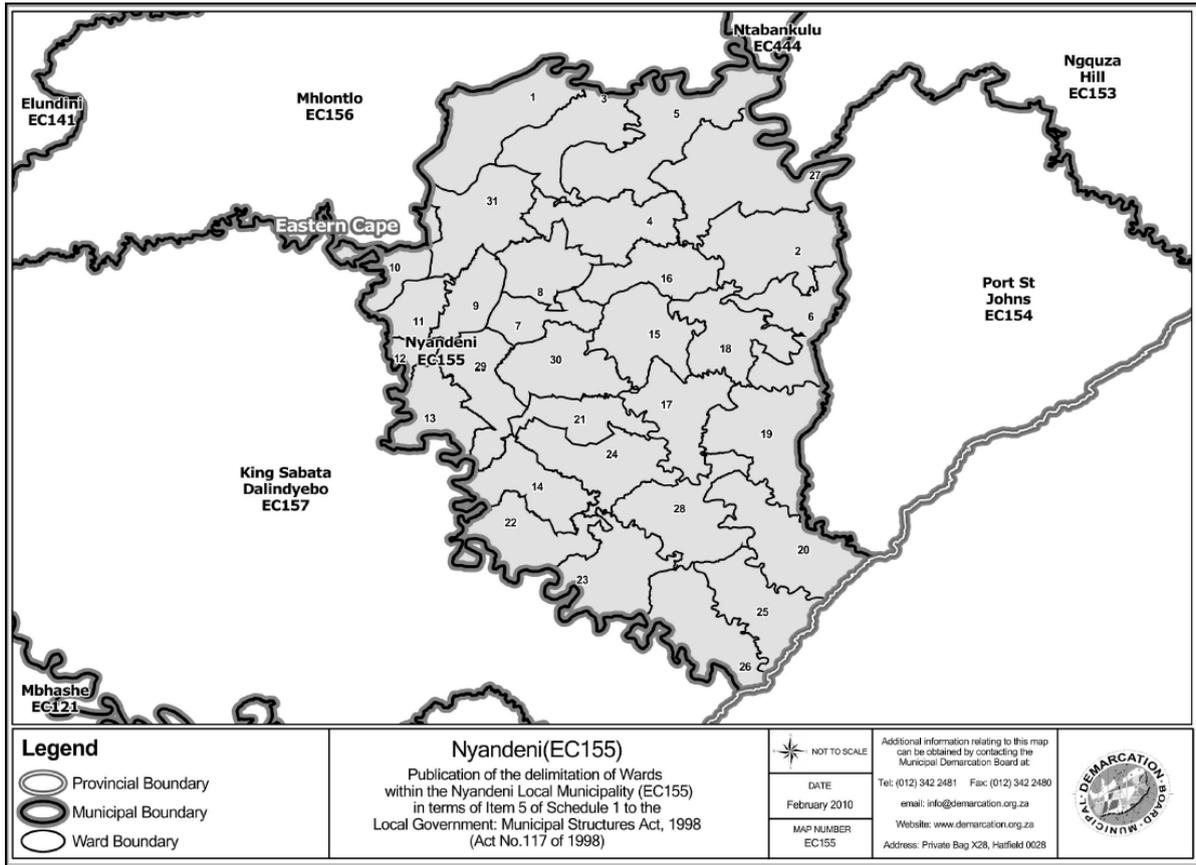 Ntabankulu
EC444
Ngquza
Hill
EC153
Elundini
EC141
Mhlontlo
EC156
1
3
5
27
31
Eastern Cape
4
2
10
16
8
9
6
11
7
15
18
Nyandeni
EC155
12
29
30
Port St
Johns
EC154
13
21
17
19
24
King Sabata
Dalindyebo
EC157
14
28
22
20
23
25
26
Mbhashe
EC121
Legend
Provincial Boundary
Municipal Boundary
Ward Boundary
Nyandeni(EC155)
Publication of the delimitation of Wards
within the Nyandeni Local Municipality (EC155)
in terms of Item 5 of Schedule 1 to the
Local Government: Municipal Structures Act, 1998
(Act No.117 of 1998)
NOT TO SCALE
DATE
February 2010
MAP NUMBER
EC155
Additional information relating to this map
can be obtained by contacting the
Municipal Demarcation Board at:
Tel: (012) 342 2481 Fax: (012) 342 2480
email: info@demarcation.org.za
Website: www.demarcation.org.za
Address: Private Bag X28, Hatfield 0028
MUNICIPAL DEMARCATION BOARD